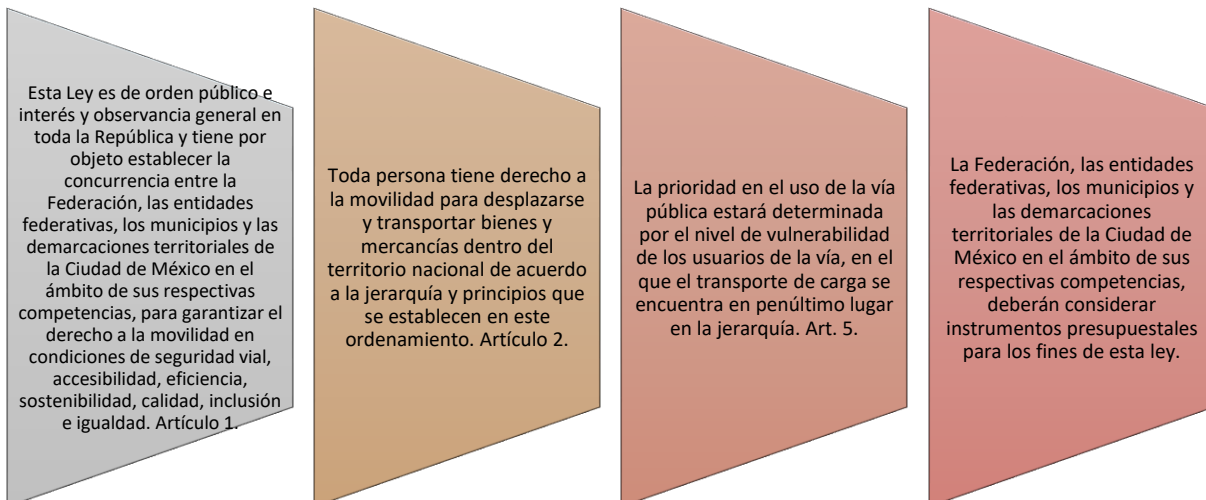 Esta Ley es de orden público e
interés y observancia general en
toda la República y tiene por
objeto establecer la
concurrencia entre la
Federación, las entidades
federativas, los municipios y las
demarcaciones territoriales de
la Ciudad de México en el
ámbito de sus respectivas
competencias, para garantizar el
derecho a la movilidad en
condiciones de seguridad vial,
accesibilidad, eficiencia,
sostenibilidad, calidad, inclusión
e igualdad. Artículo 1.
Toda persona tiene derecho a
la movilidad para desplazarse
y transportar bienes y
mercancías dentro del
territorio nacional de acuerdo
a la jerarquía y principios que
se establecen en este
ordenamiento. Artículo 2.
La prioridad en el uso de la vía
pública estará determinada
por el nivel de vulnerabilidad
de los usuarios de la vía, en el
que el transporte de carga se
encuentra en penúltimo lugar
en la jerarquía. Art. 5.
La Federación, las entidades
federativas, los municipios y
las demarcaciones
territoriales de la Ciudad de
México en el ámbito de sus
respectivas competencias,
deberán considerar
instrumentos presupuestales
para los fines de esta ley.